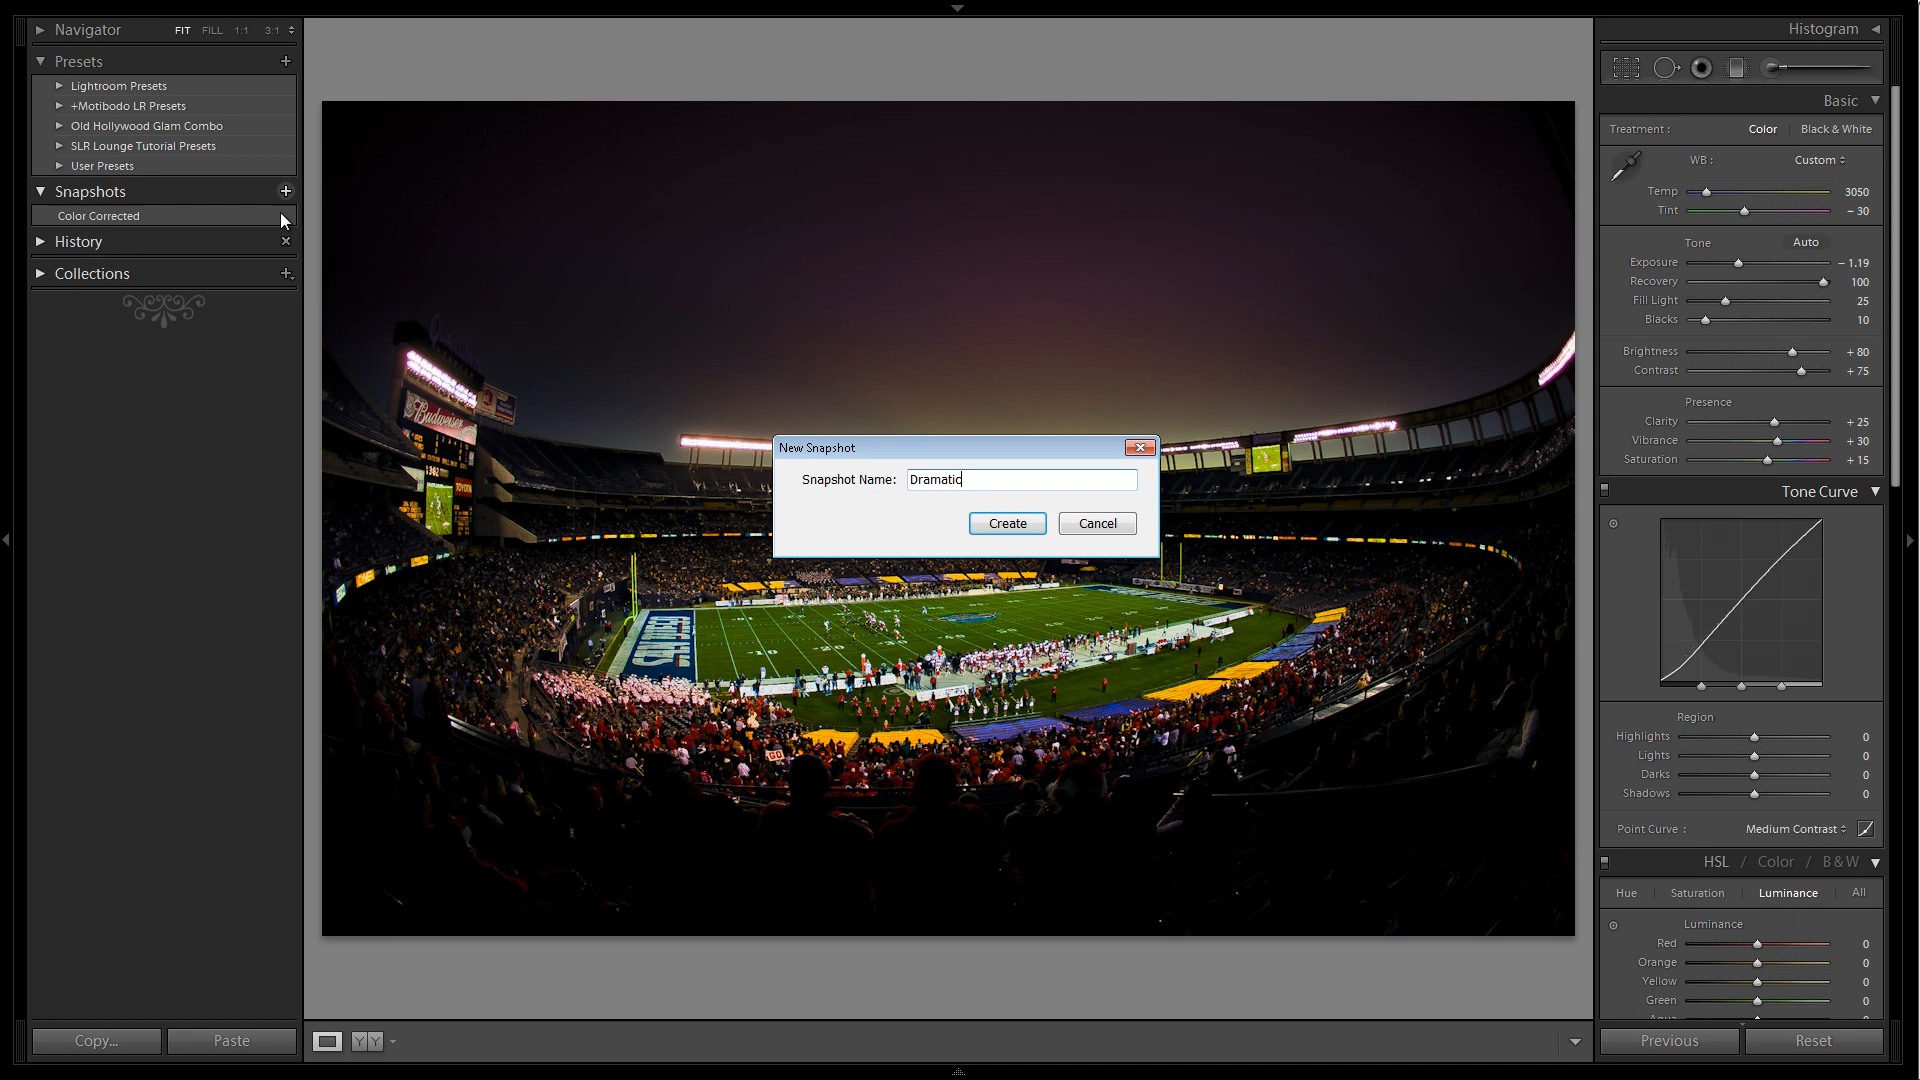 Navigator FIT FILL 1:1 3:1
Presets
Lightroom Presets
+Motibodo LR Presets
Old Hollywood Glam Combo
SLR Lounge Tutorial Presets
User Presets
Snapshots
Color Corrected
History
Collections
Copy...
Paste
Budweiser
TOYOTA
New Snapshot
Snapshot Name: Dramatic
Create
Cancel
SAN DIEGO
GO
Histogram
Basic
Treatment : Color Black & White
WB : Custom
Temp 3050
Tint – 30
Tone Auto
Exposure – 1.19
Recovery 100
Fill Light 25
Blacks 10
Brightness + 80
Contrast + 75
Presence
Clarity + 25
Vibrance + 30
Saturation + 15
Tone Curve
Region
Highlights 0
Lights 0
Darks 0
Shadows 0
Point Curve : Medium Contrast
HSL / Color / B & W
Hue Saturation Luminance All
Luminance
Red 0
Orange 0
Yellow 0
Green 0
Previous
Reset